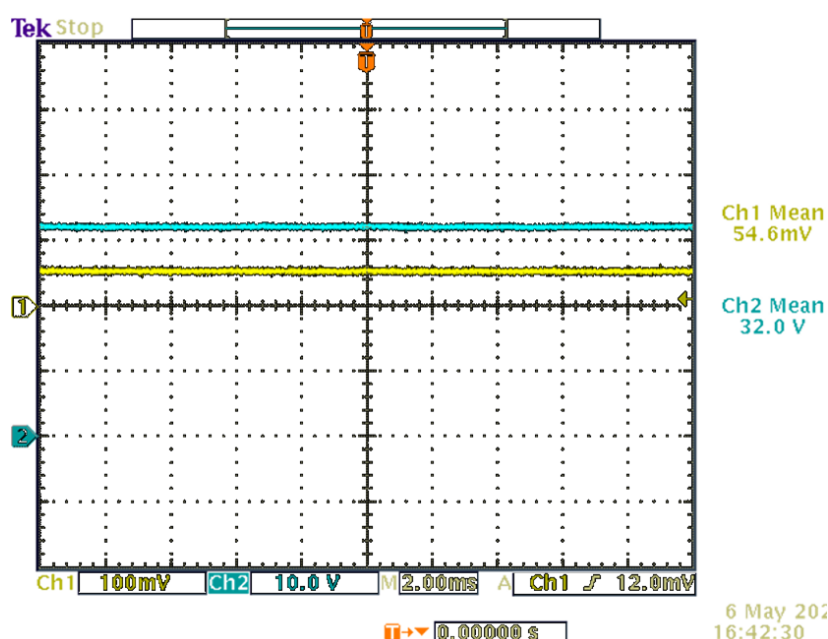 Tek Stop
T
T
Ch1 Mean
54.6mV
1
Ch2 Mean
32.0 V
2
Ch1 100mV Ch2 10.0 V M 2.00ms A Ch1 12.0mV
6 May 202
T 0.00000 s 16:42:30